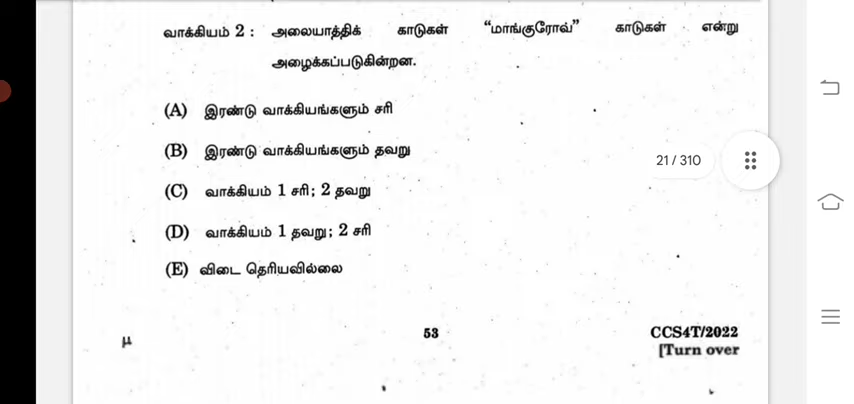 வாக்கியம் 2 : அலையாத்திக் காடுகள் "மாங்குரோவ்" காடுகள் என்று
அழைக்கப்படுகின்றன.
(A) இரண்டு வாக்கியங்களும் சரி
(B) இரண்டு வாக்கியங்களும் தவறு
21 / 310
(C) வாக்கியம் 1 சரி; 2 தவறு
(D) வாக்கியம் 1 தவறு; 2 சரி
(E) விடை தெரியவில்லை
µ 53 CCS4T/2022
[Turn over